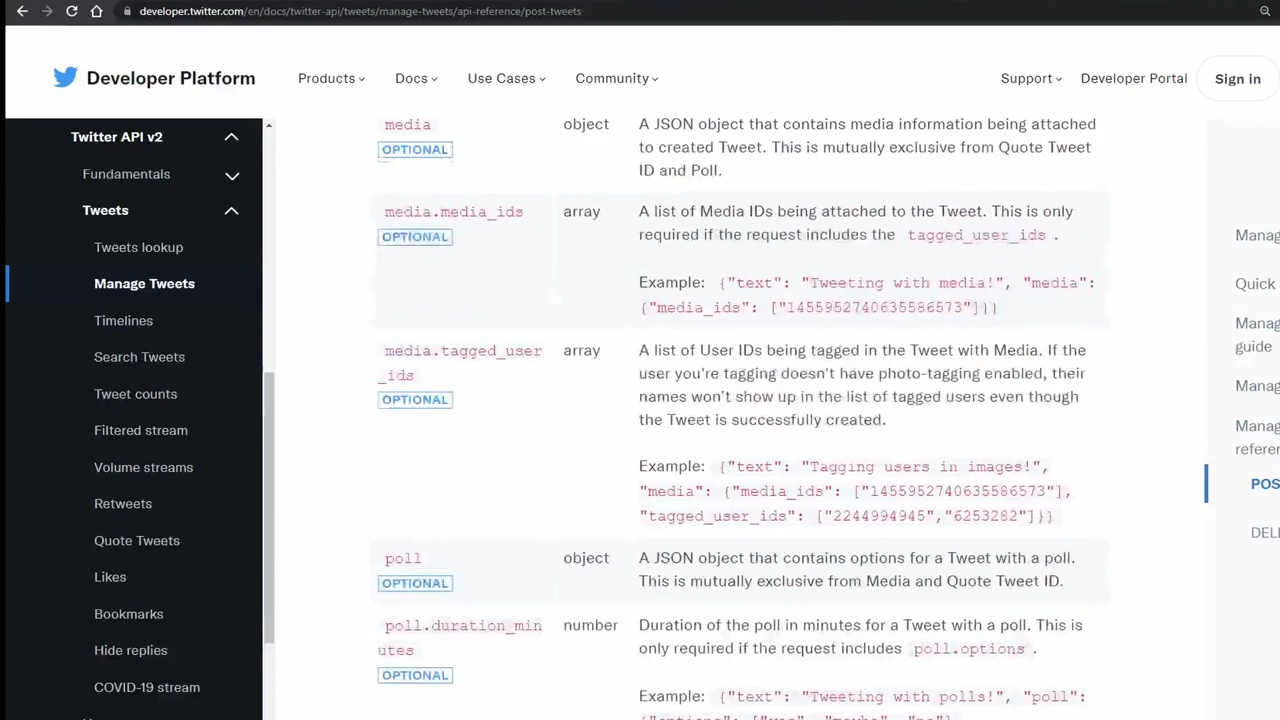 developer.twitter.com/en/docs/twitter-api/tweets/manage-tweets/api-reference/post-tweets
Developer Platform
Products
Docs
Use Cases
Community
Support
Developer Portal
Sign in
Twitter API v2
Fundamentals
Tweets
Tweets lookup
Manage Tweets
Timelines
Search Tweets
Tweet counts
Filtered stream
Volume streams
Retweets
Quote Tweets
Likes
Bookmarks
Hide replies
COVID-19 stream
media
OPTIONAL
object
A JSON object that contains media information being attached
to created Tweet. This is mutually exclusive from Quote Tweet
ID and Poll.
media.media_ids
OPTIONAL
array
A list of Media IDs being attached to the Tweet. This is only
required if the request includes the tagged_user_ids .
Example: {"text": "Tweeting with media!", "media":
{"media_ids": ["1455952740635586573"]}}
media.tagged_user
_ids
OPTIONAL
array
A list of User IDs being tagged in the Tweet with Media. If the
user you're tagging doesn't have photo-tagging enabled, their
names won't show up in the list of tagged users even though
the Tweet is successfully created.
Example: {"text": "Tagging users in images!",
"media": {"media_ids": ["1455952740635586573"],
"tagged_user_ids": ["2244994945","6253282"]}}
poll
OPTIONAL
object
A JSON object that contains options for a Tweet with a poll.
This is mutually exclusive from Media and Quote Tweet ID.
poll.duration_min
utes
OPTIONAL
number
Duration of the poll in minutes for a Tweet with a poll. This is
only required if the request includes poll.options .
Example: {"text": "Tweeting with polls!", "poll":
Manag
Quick
Manag
guide
Manag
Manag
referen
POS
DELE